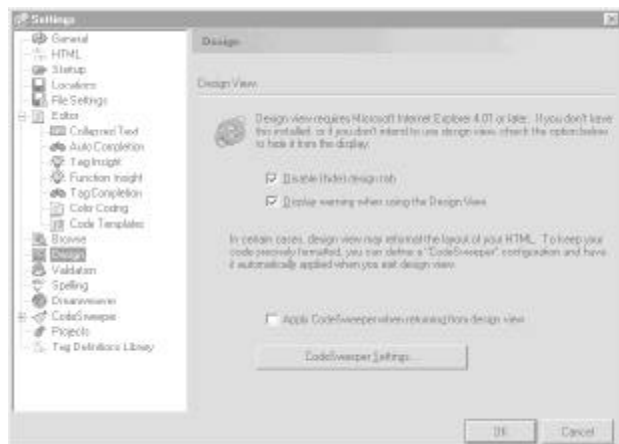 Settings
General
HTML
Startup
Locations
File Settings
Editor
Collapsed Text
Auto Completion
Tag Insight
Function Insight
Tag Completion
Color Coding
Code Templates
Browse
Design
Validation
Spelling
Dreamweaver
CodeSweeper
Projects
Tag Definitions Library
Design
Design View
Design view requires Microsoft Internet Explorer 4.01 or later. If you don't have
this installed, or if you don't intend to use design view, check the option below
to hide it from the display.
Disable (hide) design tab
Display warning when using the Design View
In certain cases, design view may reformat the layout of your HTML. To keep your
code precisely formatted, you can define a "CodeSweeper" configuration and have
it automatically applied when you exit design view.
Apply CodeSweeper when returning from design view
CodeSweeper Settings...
OK
Cancel